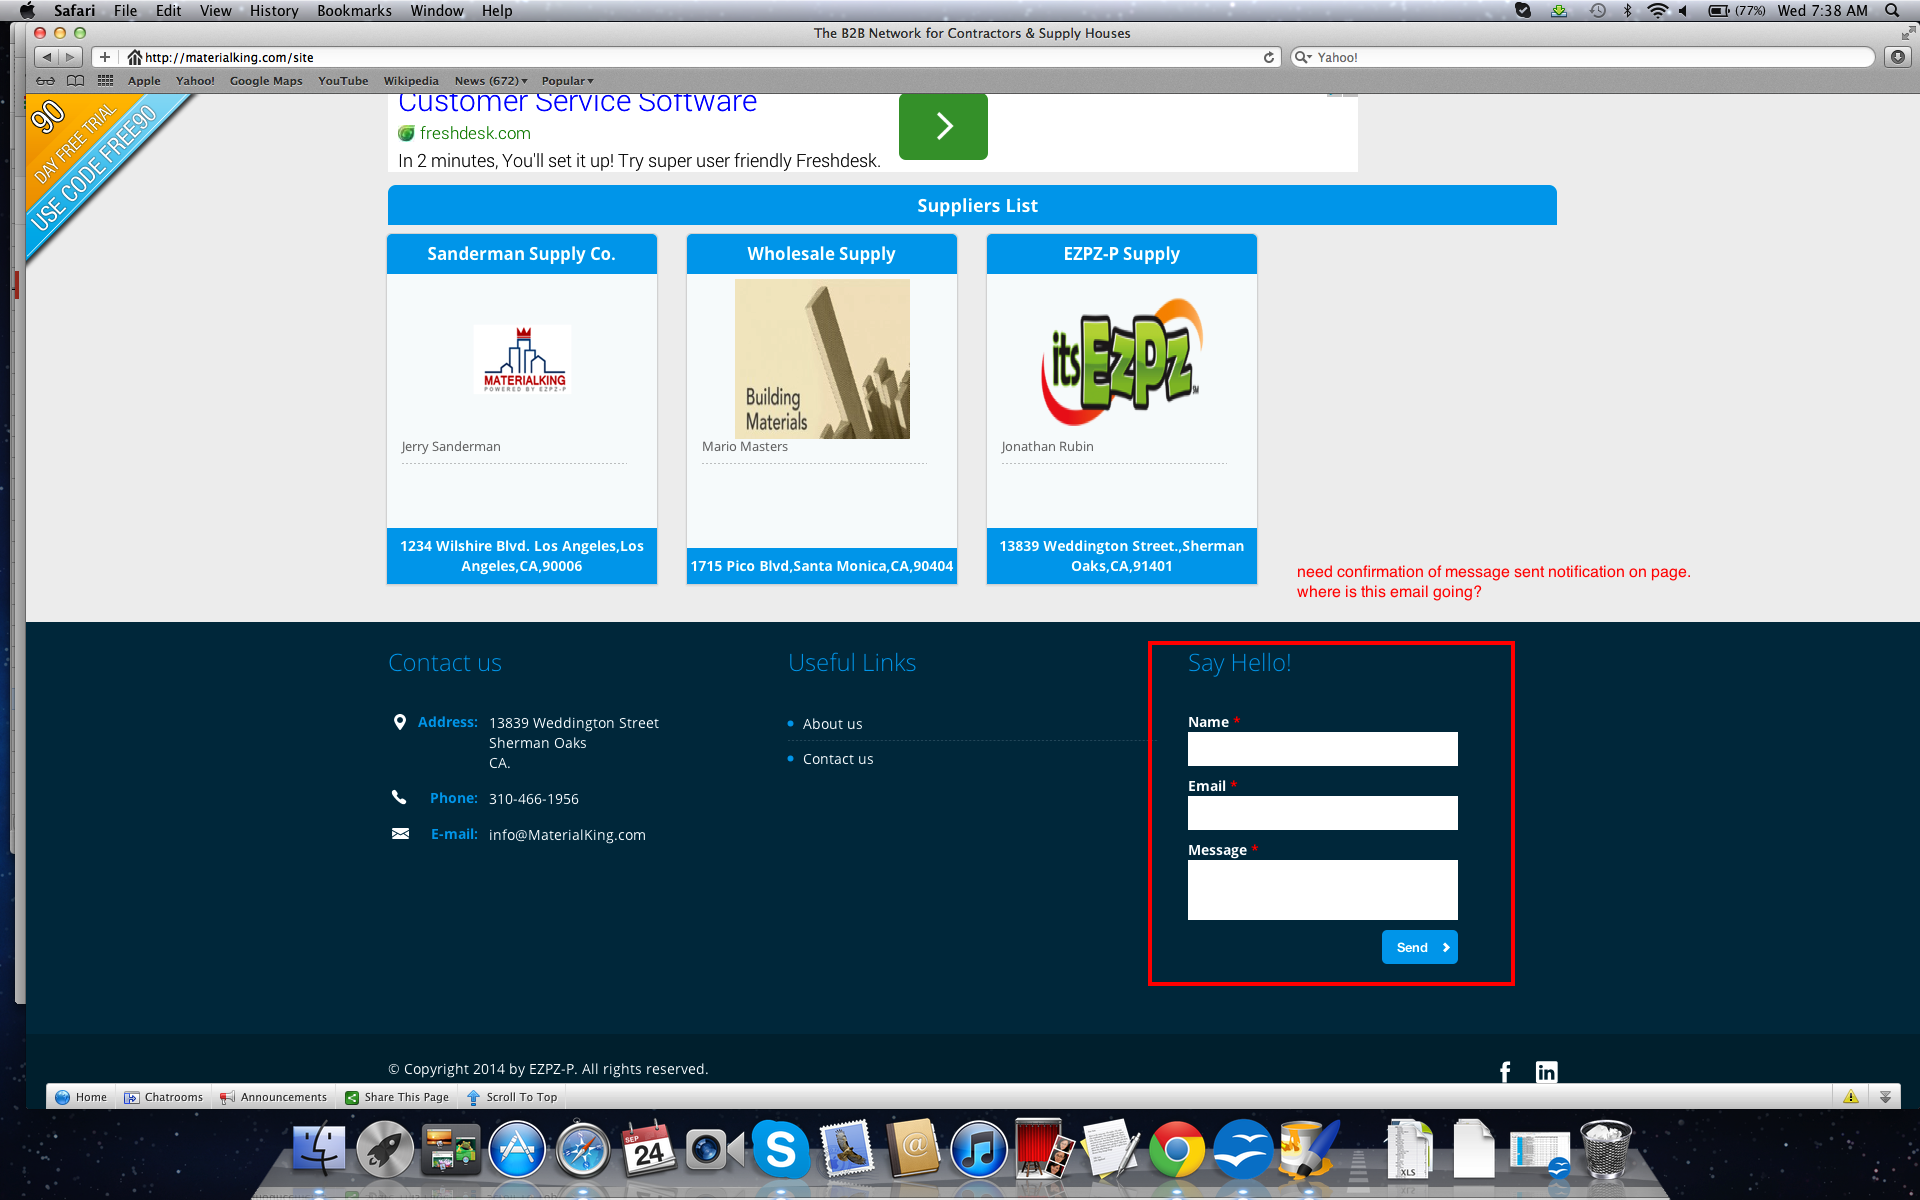 Safari File Edit View History Bookmarks Window Help
(77%) Wed 7:38 AM
The B2B Network for Contractors & Supply Houses
http://materialking.com/site
Yahoo!
Apple Yahoo! Google Maps YouTube Wikipedia News (672) Popular
90
DAY FREE TRIAL
USE CODE FREE90
Customer Service Software
freshdesk.com
In 2 minutes, You'll set it up! Try super user friendly Freshdesk.
Suppliers List
Sanderman Supply Co.
MATERIALKING
POWERED BY EZPZ-P
Jerry Sanderman
1234 Wilshire Blvd. Los Angeles,Los
Angeles,CA,90006
Wholesale Supply
Building
Materials
Mario Masters
1715 Pico Blvd,Santa Monica,CA,90404
EZPZ-P Supply
its EzPz
Jonathan Rubin
13839 Weddington Street.,Sherman
Oaks,CA,91401
need confirmation of message sent notification on page.
where is this email going?
Contact us
Address: 13839 Weddington Street
Sherman Oaks
CA.
Phone: 310-466-1956
E-mail: info@MaterialKing.com
Useful Links
About us
Contact us
Say Hello!
Name *
Email *
Message *
Send
© Copyright 2014 by EZPZ-P. All rights reserved.
f in
Home Chatrooms Announcements Share This Page Scroll To Top
SEP
24
XLS